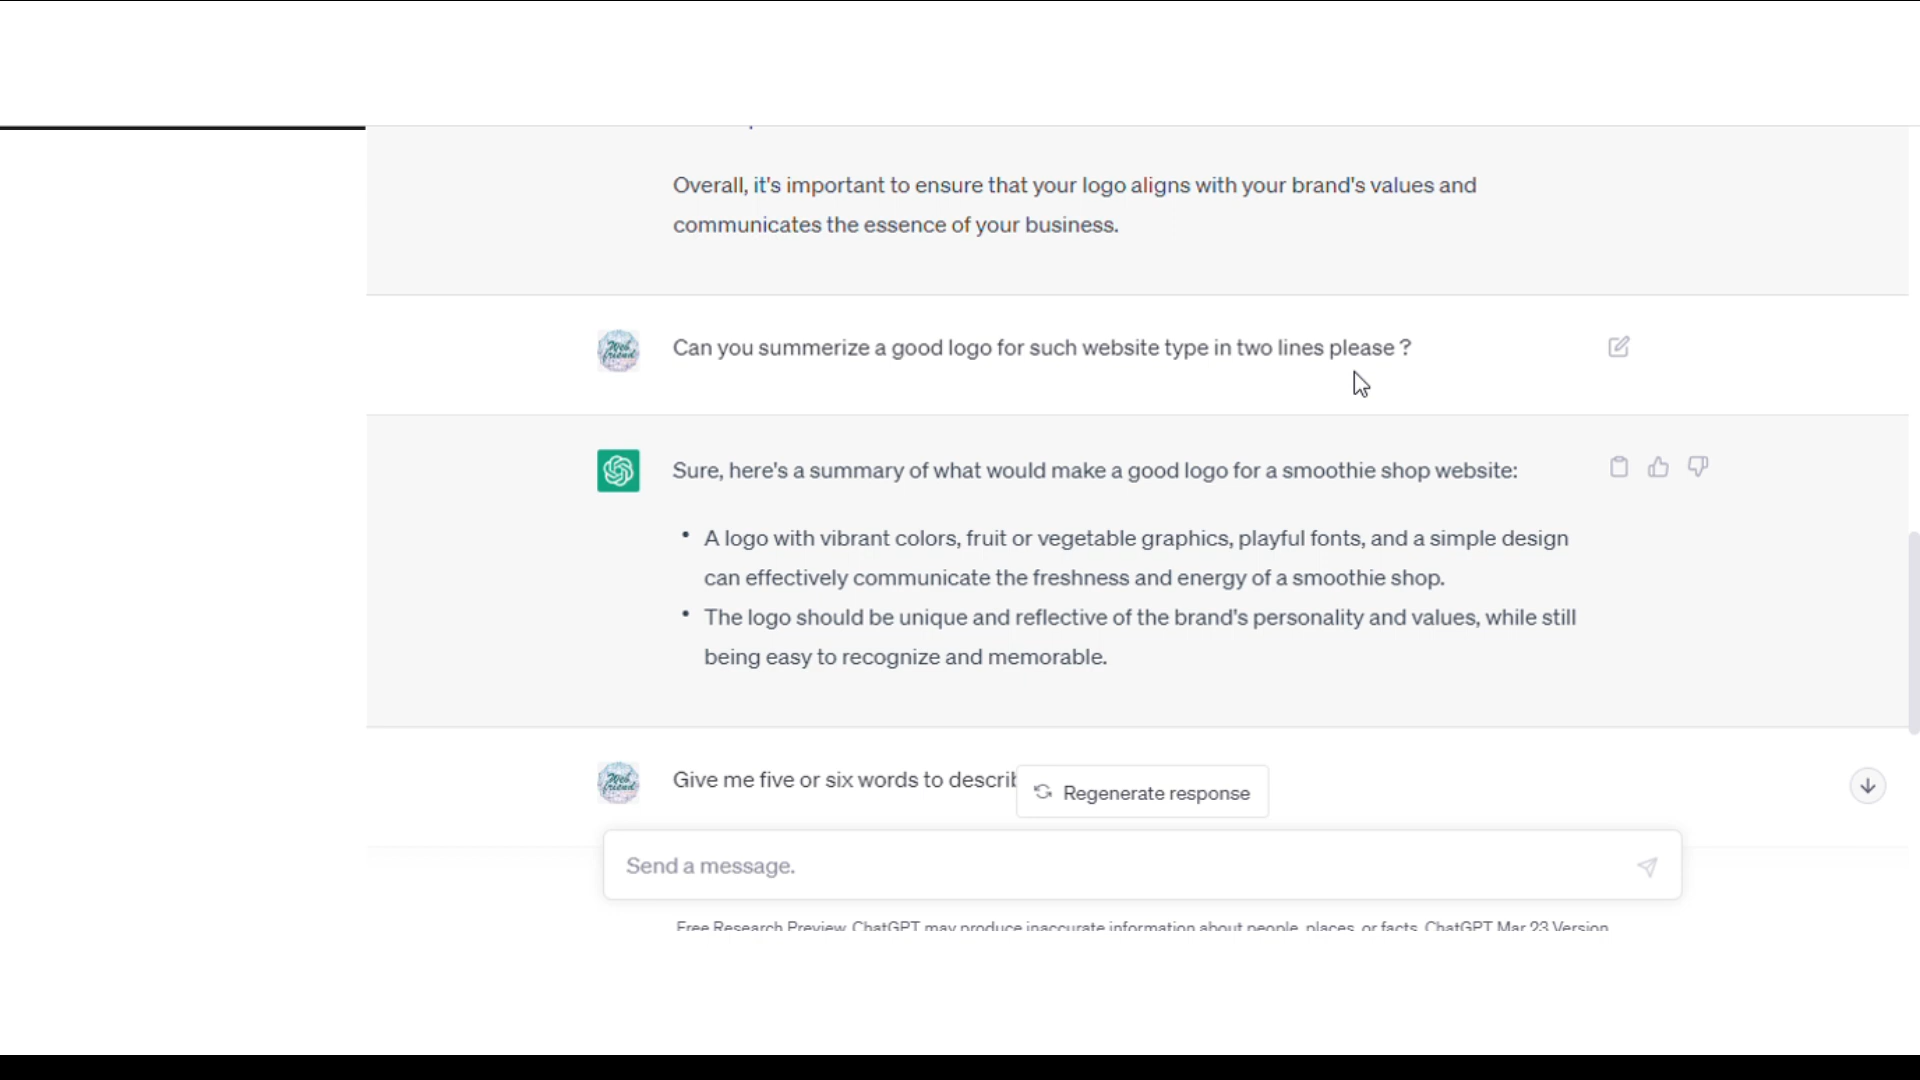 Overall, it's important to ensure that your logo aligns with your brand's values and
communicates the essence of your business.
Web
friend
Can you summerize a good logo for such website type in two lines please ?
Sure, here's a summary of what would make a good logo for a smoothie shop website:
• A logo with vibrant colors, fruit or vegetable graphics, playful fonts, and a simple design
can effectively communicate the freshness and energy of a smoothie shop.
• The logo should be unique and reflective of the brand's personality and values, while still
being easy to recognize and memorable.
Web
friend
Give me five or six words to describ
Regenerate response
Send a message.
Free Research Preview. ChatGPT may produce inaccurate information about people, places, or facts. ChatGPT Mar 23 Version